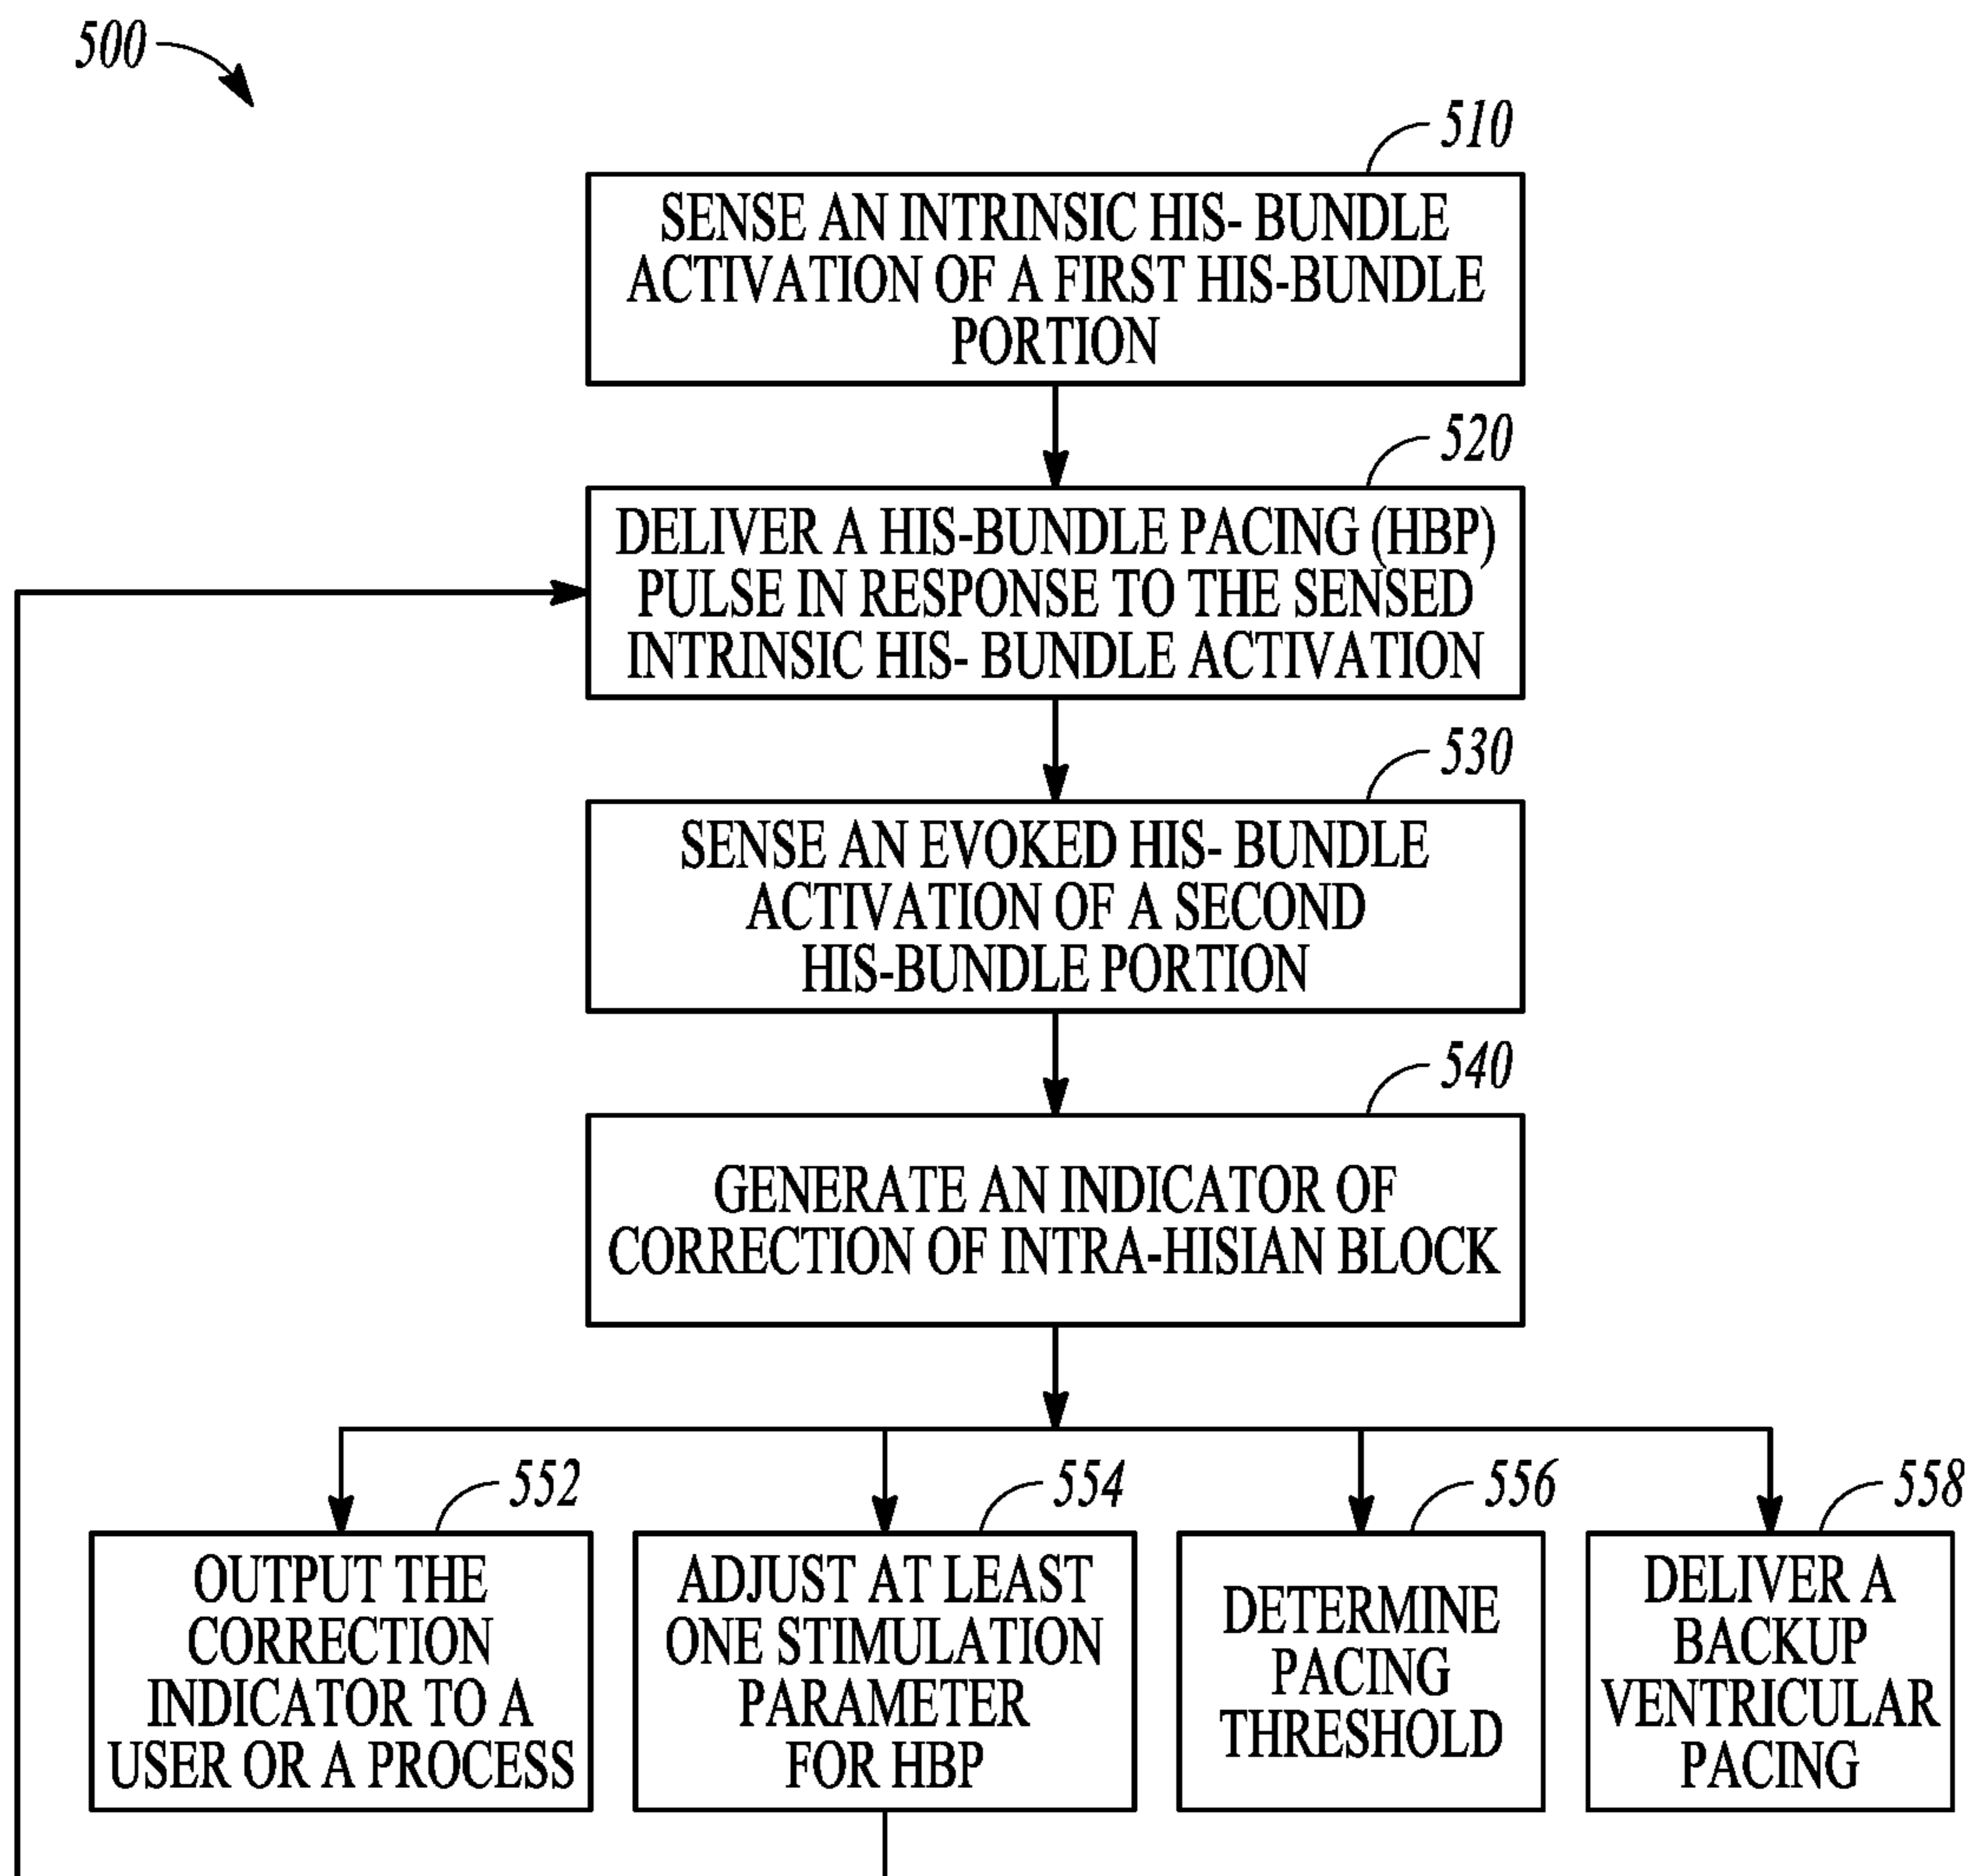 500
510
SENSE AN INTRINSIC HIS- BUNDLE
ACTIVATION OF A FIRST HIS-BUNDLE
PORTION
520
DELIVER A HIS-BUNDLE PACING (HBP)
PULSE IN RESPONSE TO THE SENSED
INTRINSIC HIS- BUNDLE ACTIVATION
530
SENSE AN EVOKED HIS- BUNDLE
ACTIVATION OF A SECOND
HIS-BUNDLE PORTION
540
GENERATE AN INDICATOR OF
CORRECTION OF INTRA-HISIAN BLOCK
552
OUTPUT THE
CORRECTION
INDICATOR TO A
USER OR A PROCESS
554
ADJUST AT LEAST
ONE STIMULATION
PARAMETER
FOR HBP
556
DETERMINE
PACING
THRESHOLD
558
DELIVER A
BACKUP
VENTRICULAR
PACING